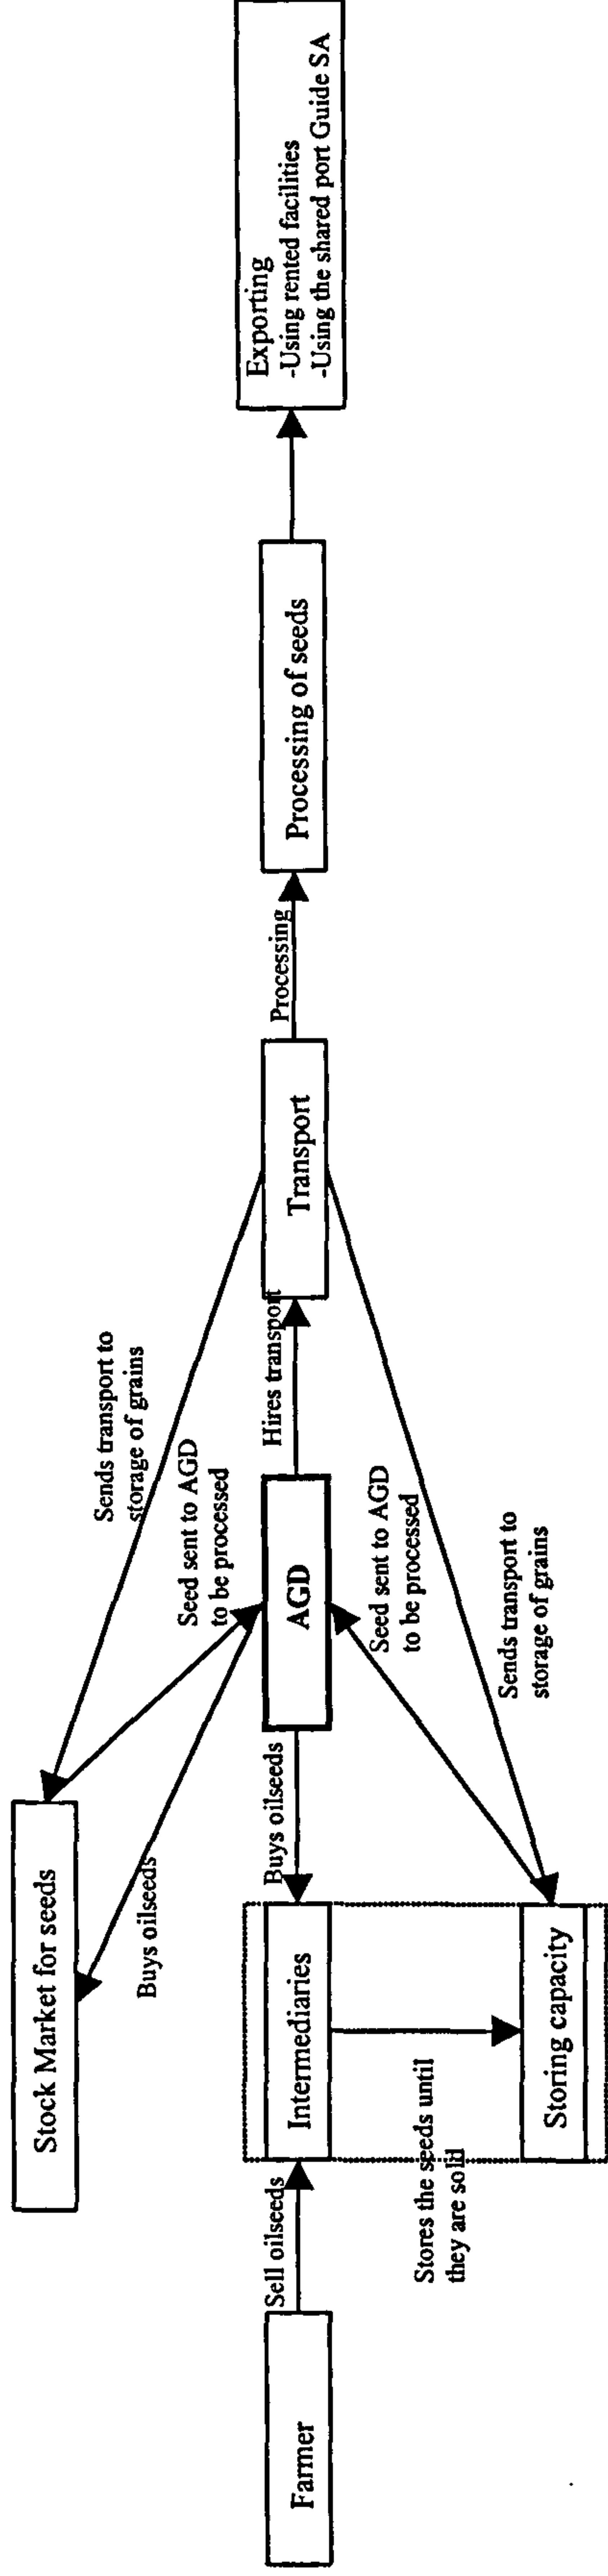 Stock Market for seeds
Sends transport to
storage of grains
Buys oilseeds
Seed sent to AGD
to be processed
Farmer
Sell oilseeds
Intermediaries
Buys oilseeds
AGD
Hires transport
Transport
Processing
Processing of seeds
Exporting
-Using rented facilities
-Using the shared port Guide SA
Seed sent to AGD
to be processed
Stores the seeds until
they are sold
Sends transport to
storage of grains
Storing capacity